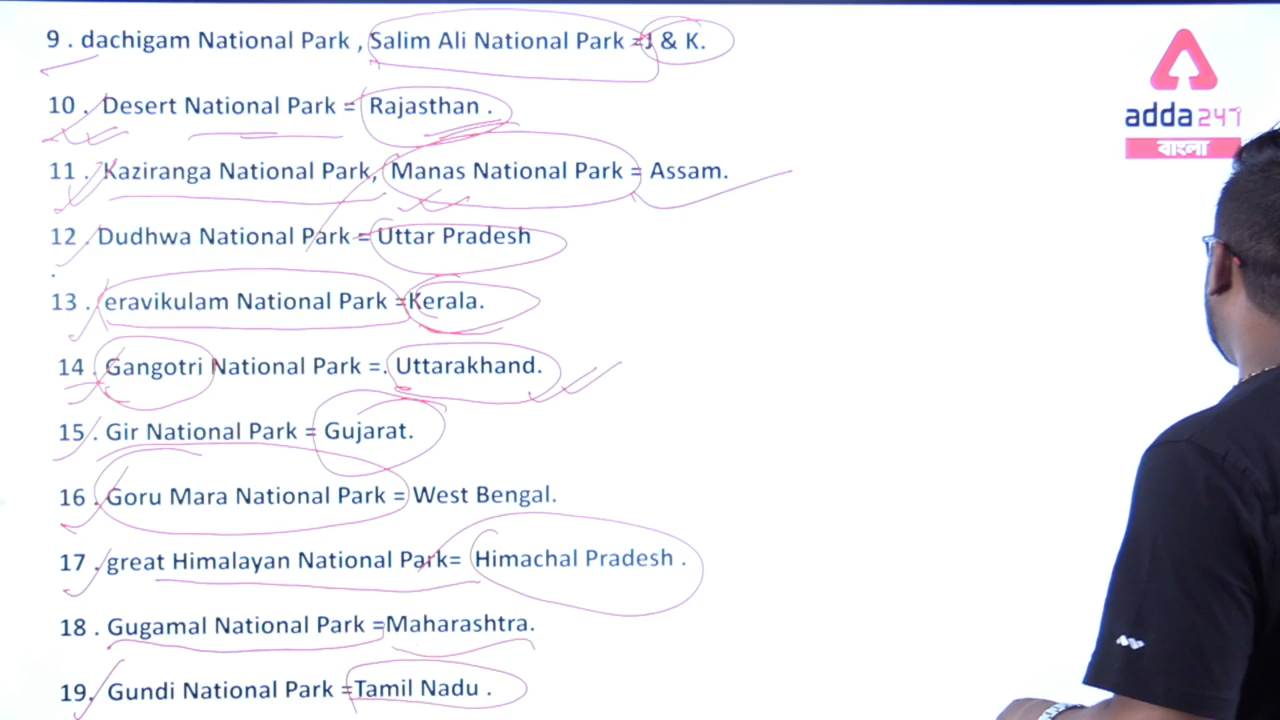 9 . dachigam National Park , Salim Ali National Park =J & K.
10 . Desert National Park = Rajasthan .
11 . Kaziranga National Park, Manas National Park = Assam.
12 . Dudhwa National Park = Uttar Pradesh
.
13 . eravikulam National Park =Kerala.
14 . Gangotri National Park =. Uttarakhand.
15 . Gir National Park = Gujarat.
16 . Goru Mara National Park = West Bengal.
17 . great Himalayan National Park= Himachal Pradesh .
18 . Gugamal National Park =Maharashtra.
19. Gundi National Park =Tamil Nadu .
adda247
বাংলা